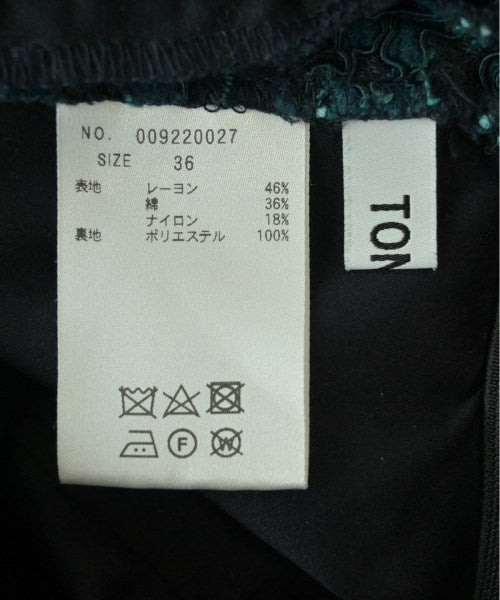 NO. 009220027
SIZE 36
表地 レーヨン 46%
綿 36%
ナイロン 18%
裏地 ポリエステル 100%
F
W
TON